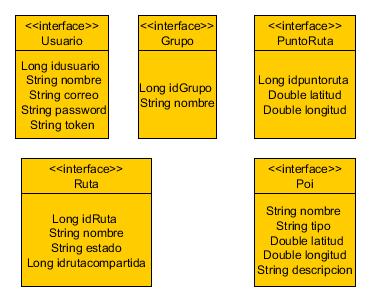 <<interface>>
Usuario
Long idusuario
String nombre
String correo
String password
String token
<<interface>>
Grupo
Long idGrupo
String nombre
<<interface>>
PuntoRuta
Long idpuntoruta
Double latitud
Double longitud
<<interface>>
Ruta
Long idRuta
String nombre
String estado
Long idrutacompartida
<<interface>>
Poi
String nombre
String tipo
Double latitud
Double longitud
String descripcion